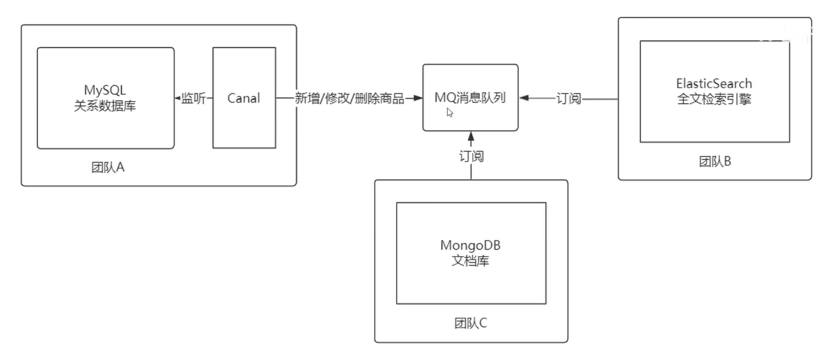 MySQL
关系数据库
监听
Canal
团队A
新增/修改/删除商品
MQ消息队列
订阅
ElasticSearch
全文检索引擎
团队B
订阅
MongoDB
文档库
团队C